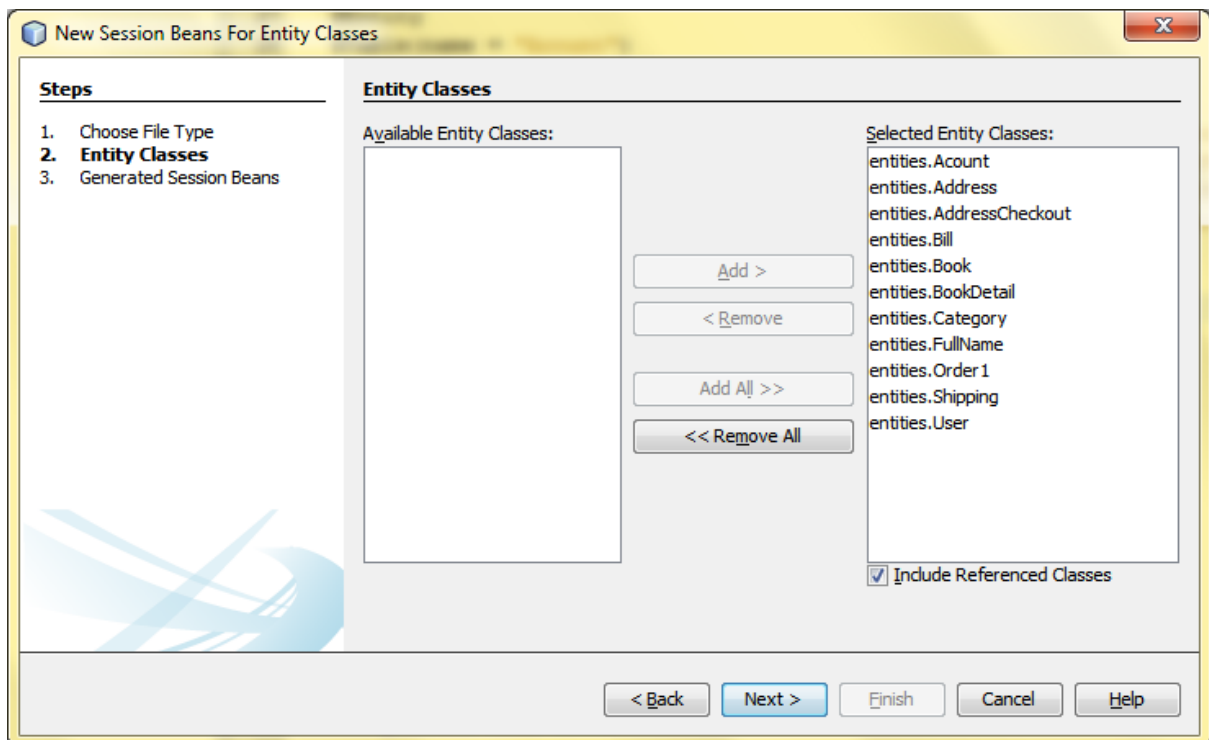 New Session Beans For Entity Classes
Steps
1. Choose File Type
2. Entity Classes
3. Generated Session Beans
Entity Classes
Available Entity Classes:
Add >
< Remove
Add All >>
<< Remove All
Selected Entity Classes:
entities.Acount
entities.Address
entities.AddressCheckout
entities.Bill
entities.Book
entities.BookDetail
entities.Category
entities.FullName
entities.Order1
entities.Shipping
entities.User
Include Referenced Classes
< Back Next > Finish Cancel Help